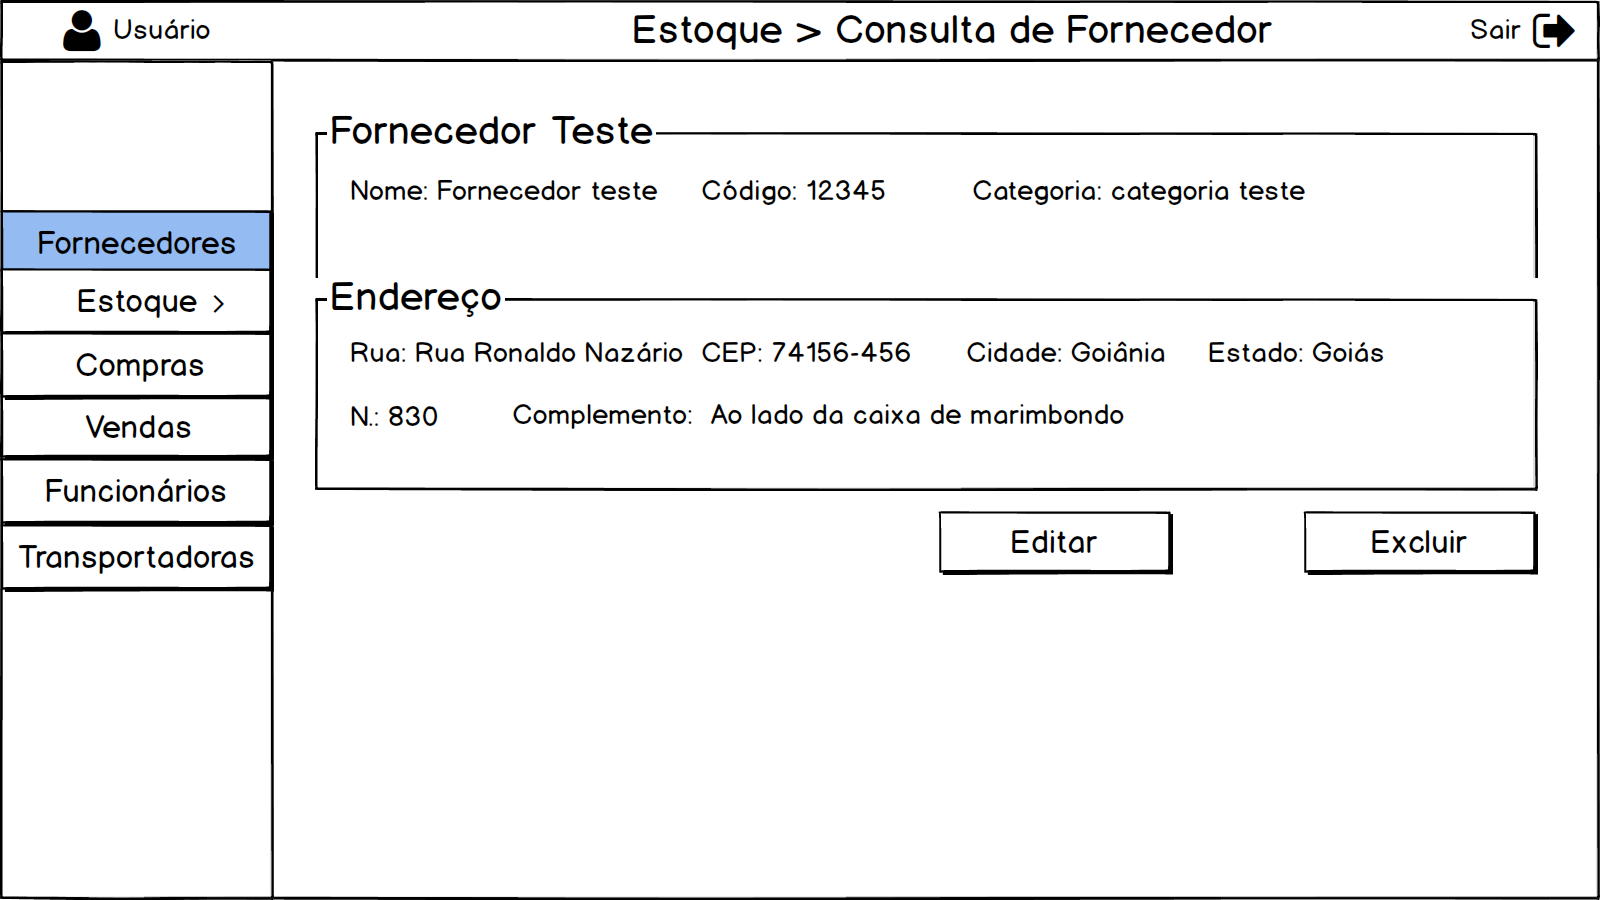 Usuário
Estoque > Consulta de Fornecedor
Sair
Fornecedores
Estoque >
Compras
Vendas
Funcionários
Transportadoras
Fornecedor Teste
Nome: Fornecedor teste Código: 12345 Categoria: categoria teste
Endereço
Rua: Rua Ronaldo Nazário CEP: 74156-456 Cidade: Goiânia Estado: Goiás
N.: 830 Complemento: Ao lado da caixa de marimbondo
Editar
Excluir